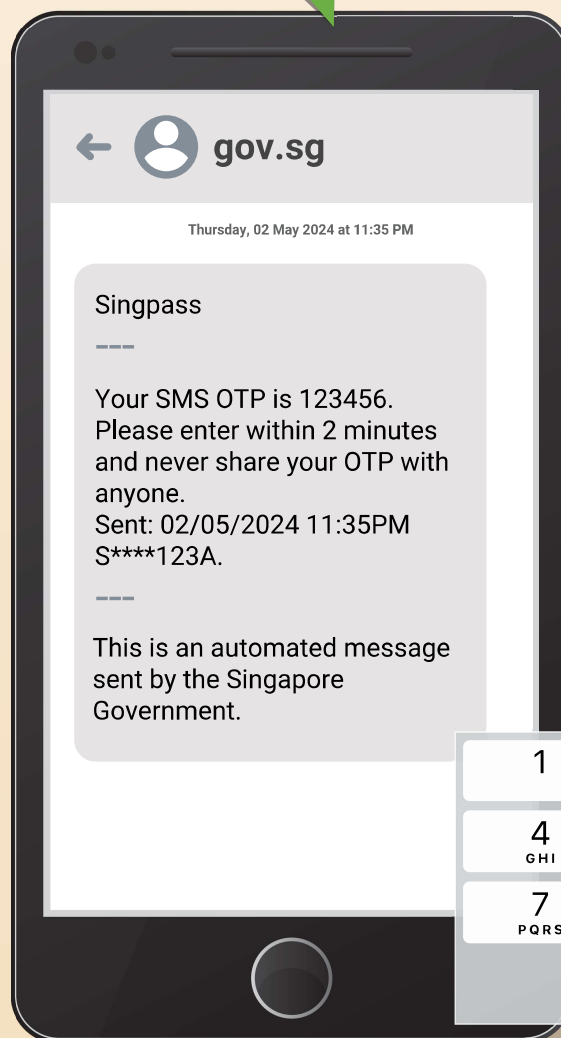 gov.sg
Thursday, 02 May 2024 at 11:35 PM
Singpass
---
Your SMS OTP is 123456.
Please enter within 2 minutes
and never share your OTP with
anyone.
Sent: 02/05/2024 11:35PM
S****123A.
---
This is an automated message
sent by the Singapore
Government.
1
4
GHI
7
PQRS